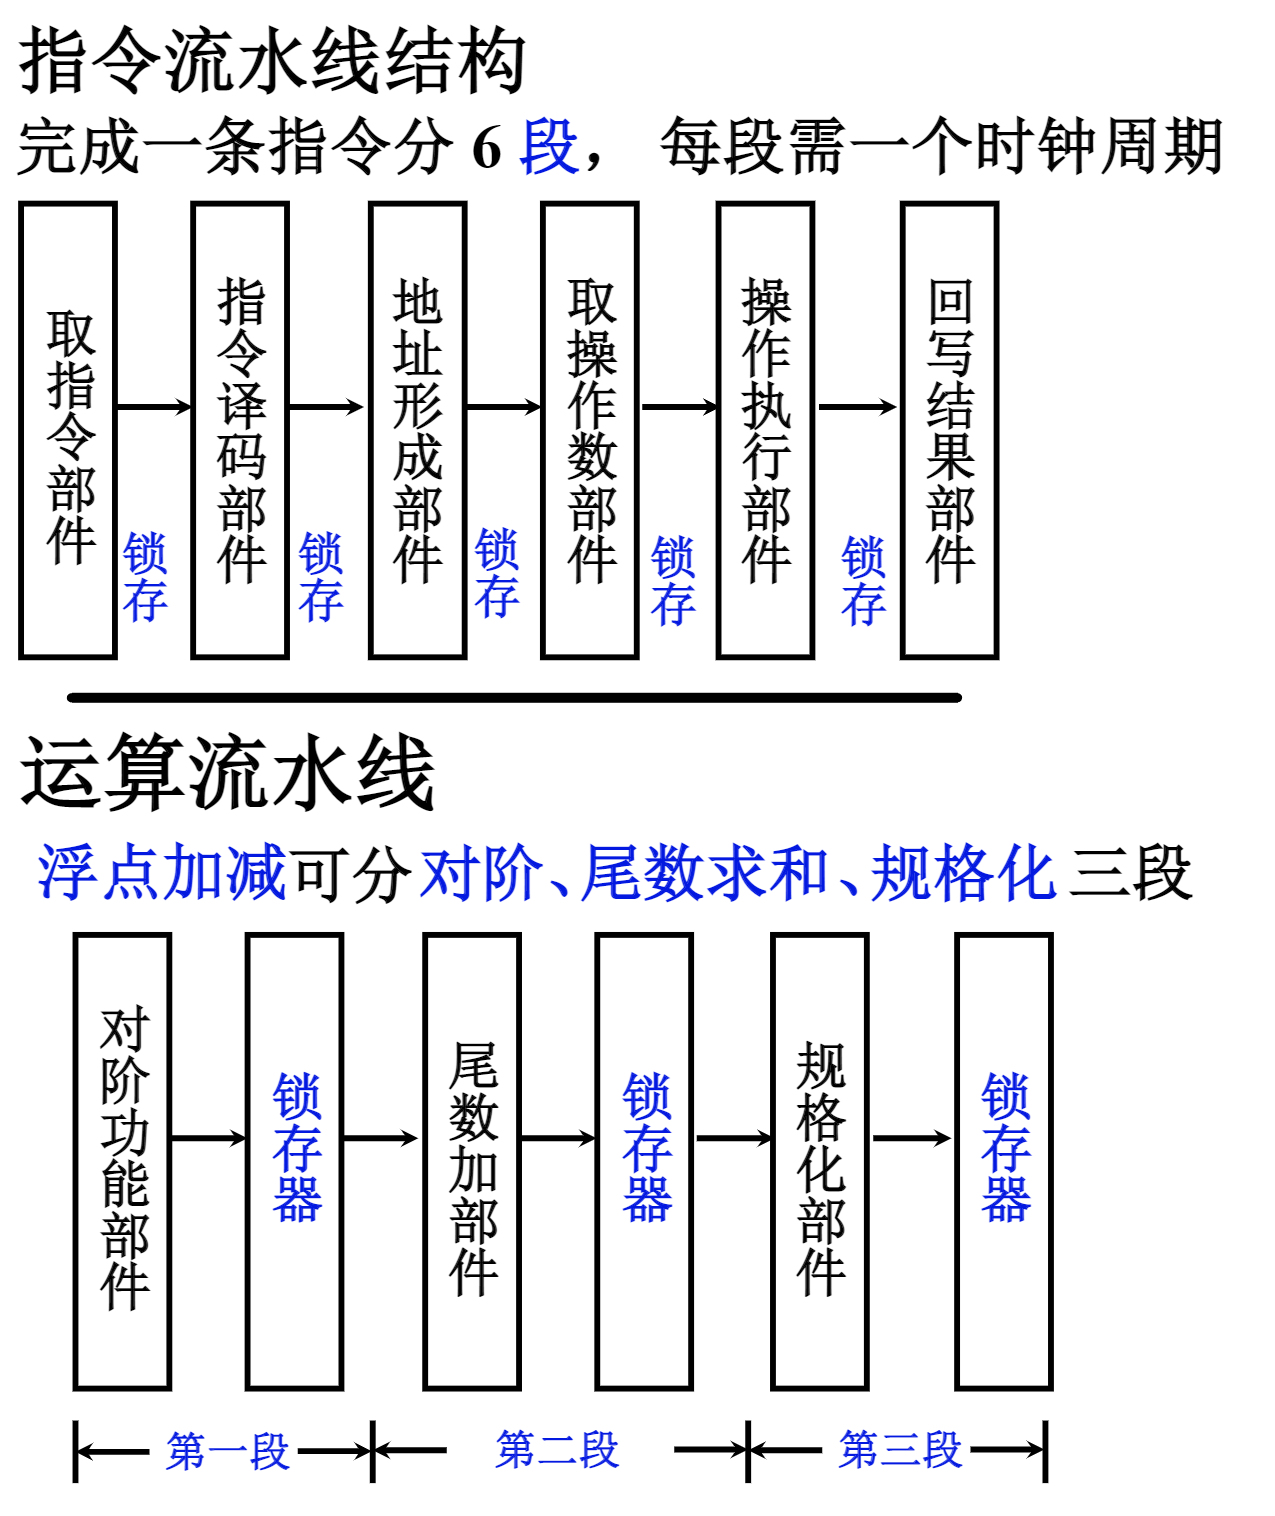 指令流水线结构
完成一条指令分 6 段， 每段需一个时钟周期
取指令部件
锁存
指令译码部件
锁存
地址形成部件
锁存
取操作数部件
锁存
操作执行部件
锁存
回写结果部件
运算流水线
浮点加减可分对阶、尾数求和、规格化三段
对阶功能部件
锁存器
尾数加部件
锁存器
规格化部件
锁存器
第一段
第二段
第三段